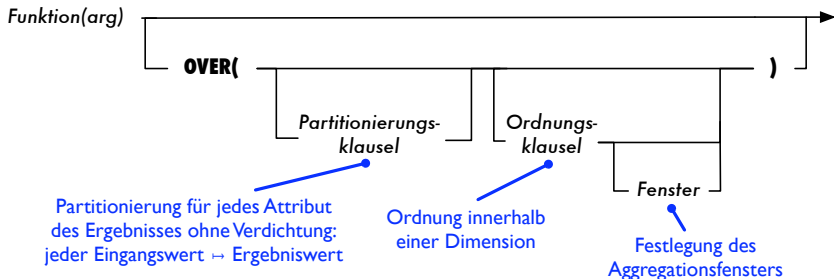 Funktion(arg)
OVER(
)
Partitionierungs-
klausel
Ordnungs-
klausel
Fenster
Partitionierung für jedes Attribut
des Ergebnisses ohne Verdichtung:
jeder Eingangswert ↦ Ergebniswert
Ordnung innerhalb
einer Dimension
Festlegung des
Aggregationsfensters